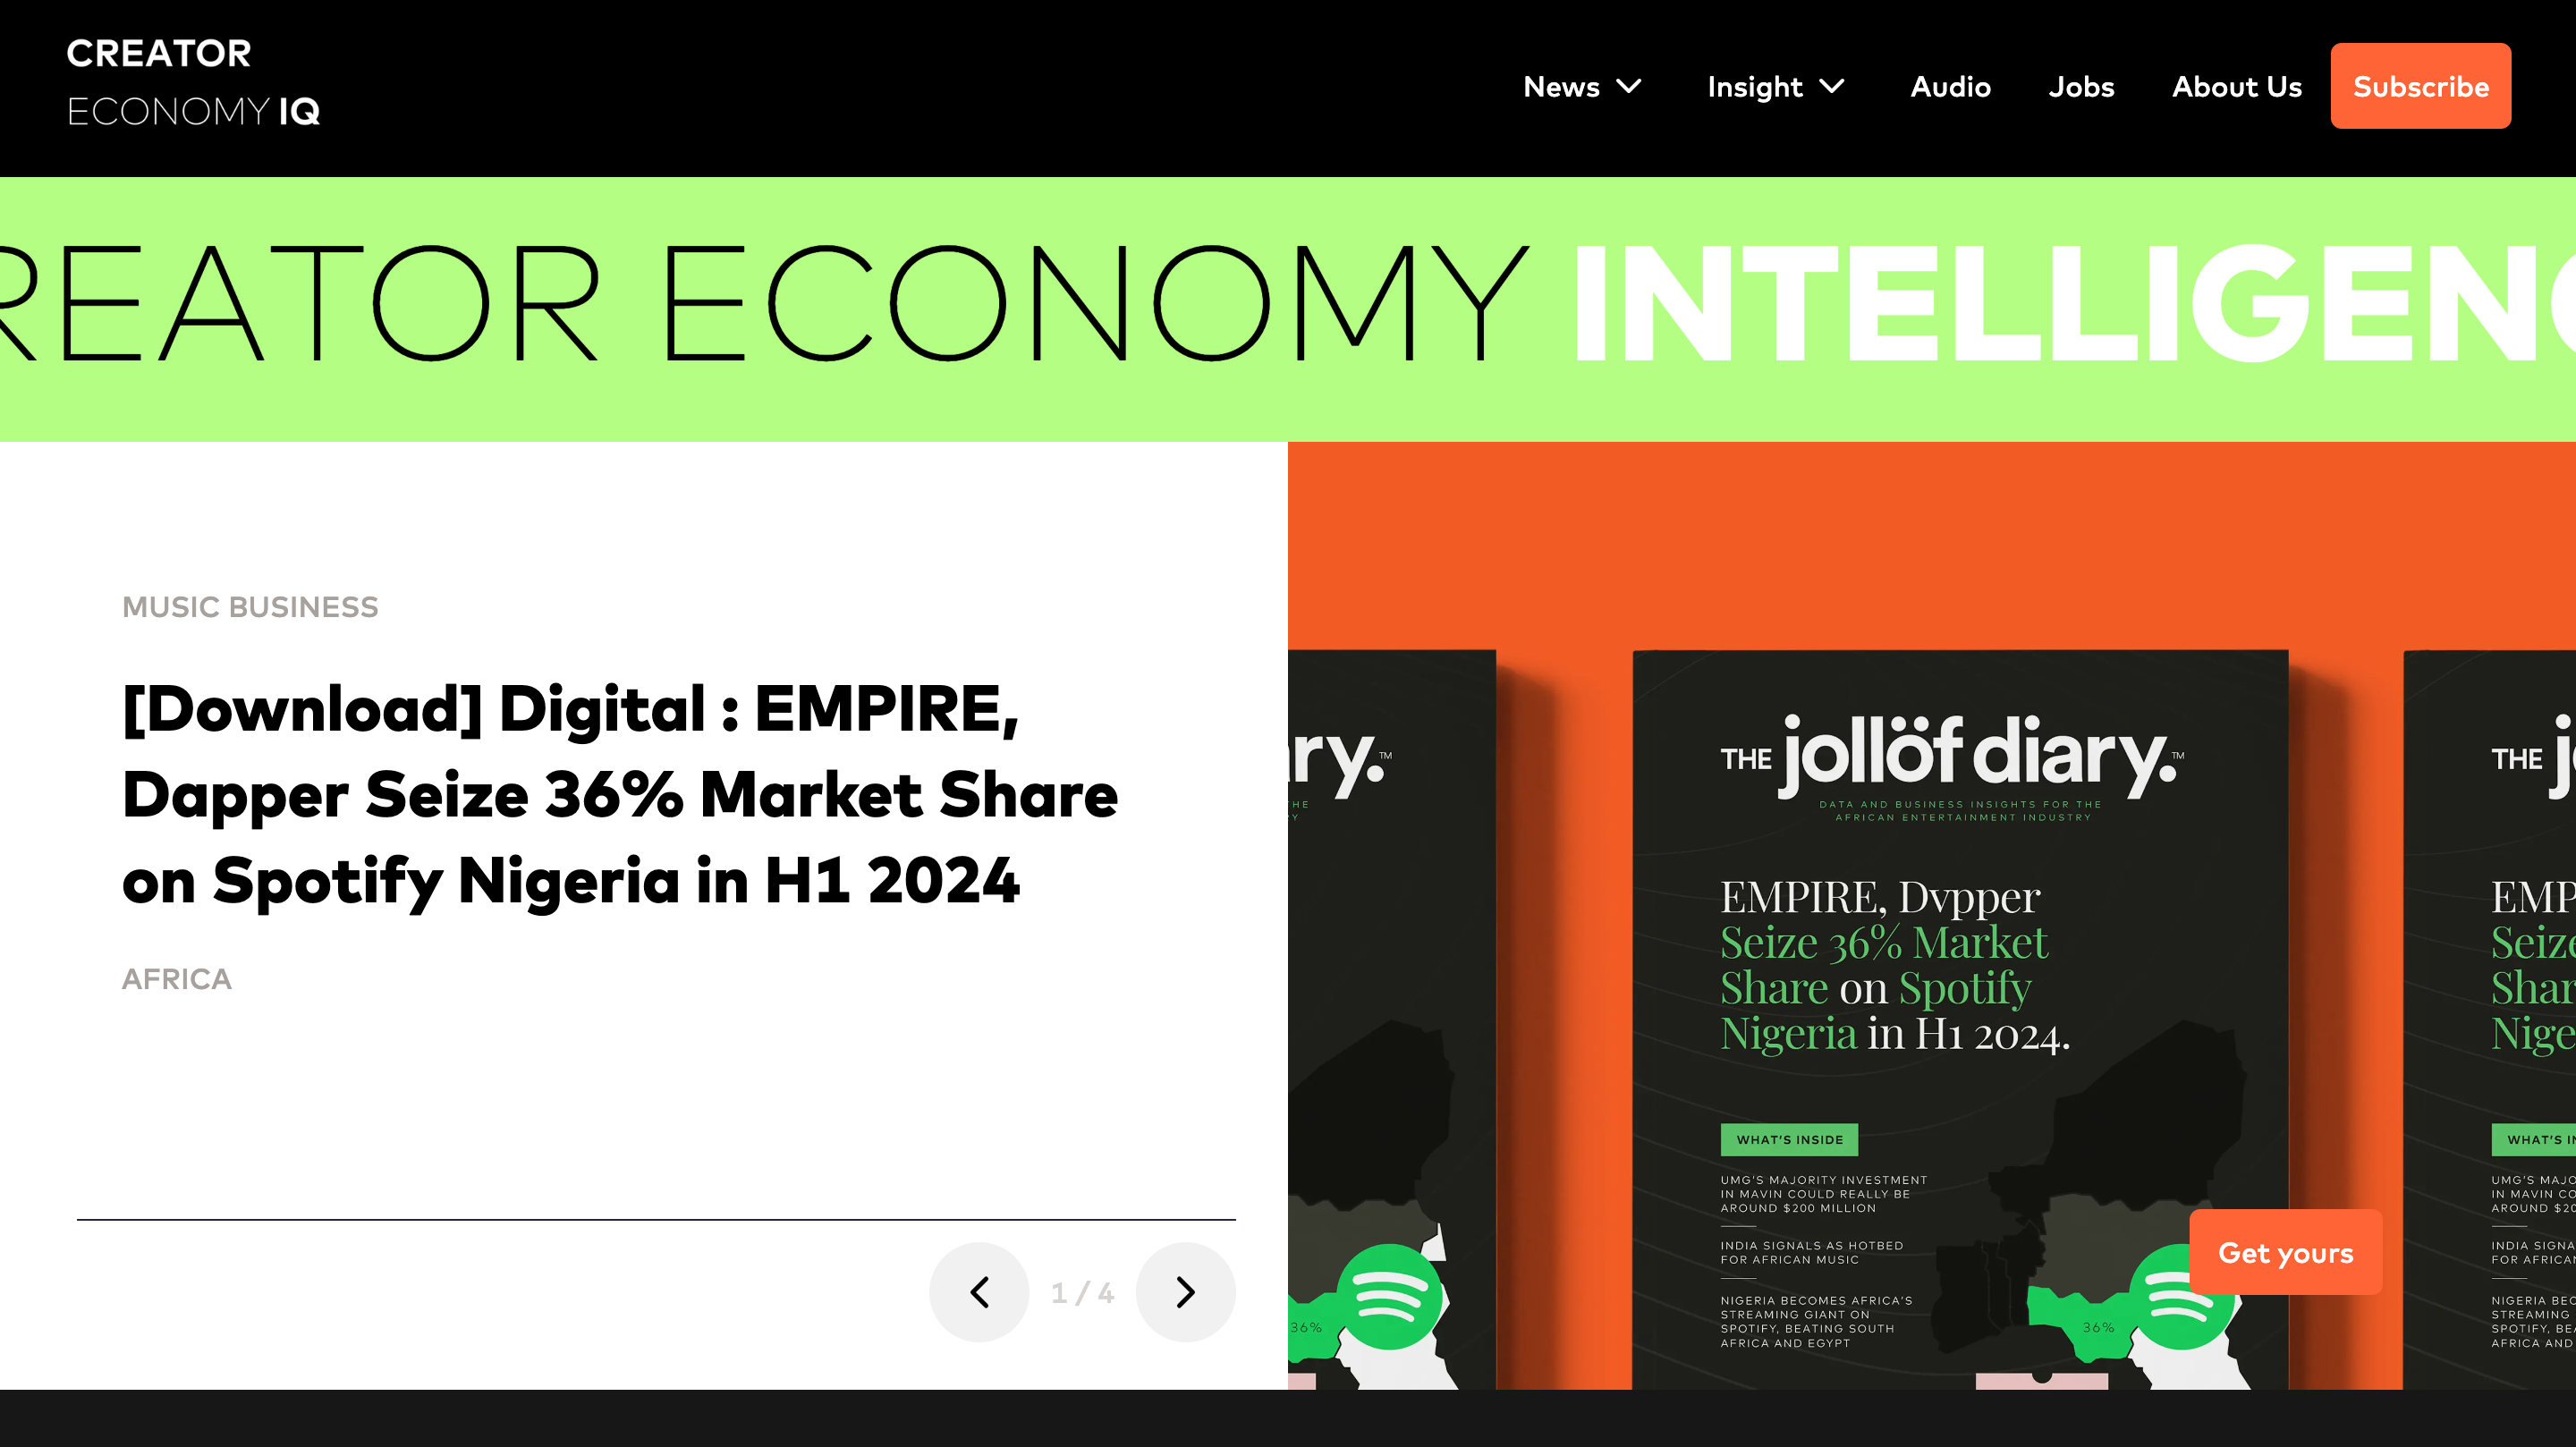 CREATOR
ECONOMY IQ
News
Insight
Audio
Jobs
About Us
Subscribe
REATOR ECONOMY INTELLIGENC
MUSIC BUSINESS
[Download] Digital : EMPIRE,
Dapper Seize 36% Market Share
on Spotify Nigeria in H1 2024
AFRICA
1 / 4
ary.™
HE
RY
36%
THE jollöf diary.™
DATA AND BUSINESS INSIGHTS FOR THE
AFRICAN ENTERTAINMENT INDUSTRY
EMPIRE, Dvpper
Seize 36% Market
Share on Spotify
Nigeria in H1 2024.
WHAT'S INSIDE
UMG'S MAJORITY INVESTMENT
IN MAVIN COULD REALLY BE
AROUND $200 MILLION
INDIA SIGNALS AS HOTBED
FOR AFRICAN MUSIC
NIGERIA BECOMES AFRICA'S
STREAMING GIANT ON
SPOTIFY, BEATING SOUTH
AFRICA AND EGYPT
36%
Get yours
THE jo
EMP
Seize
Shar
Nige
WHAT'S IN
UMG'S MAJO
IN MAVIN CO
AROUND $20
INDIA SIGNA
FOR AFRICAN
NIGERIA BEC
STREAMING
SPOTIFY, BEA
AFRICA AND